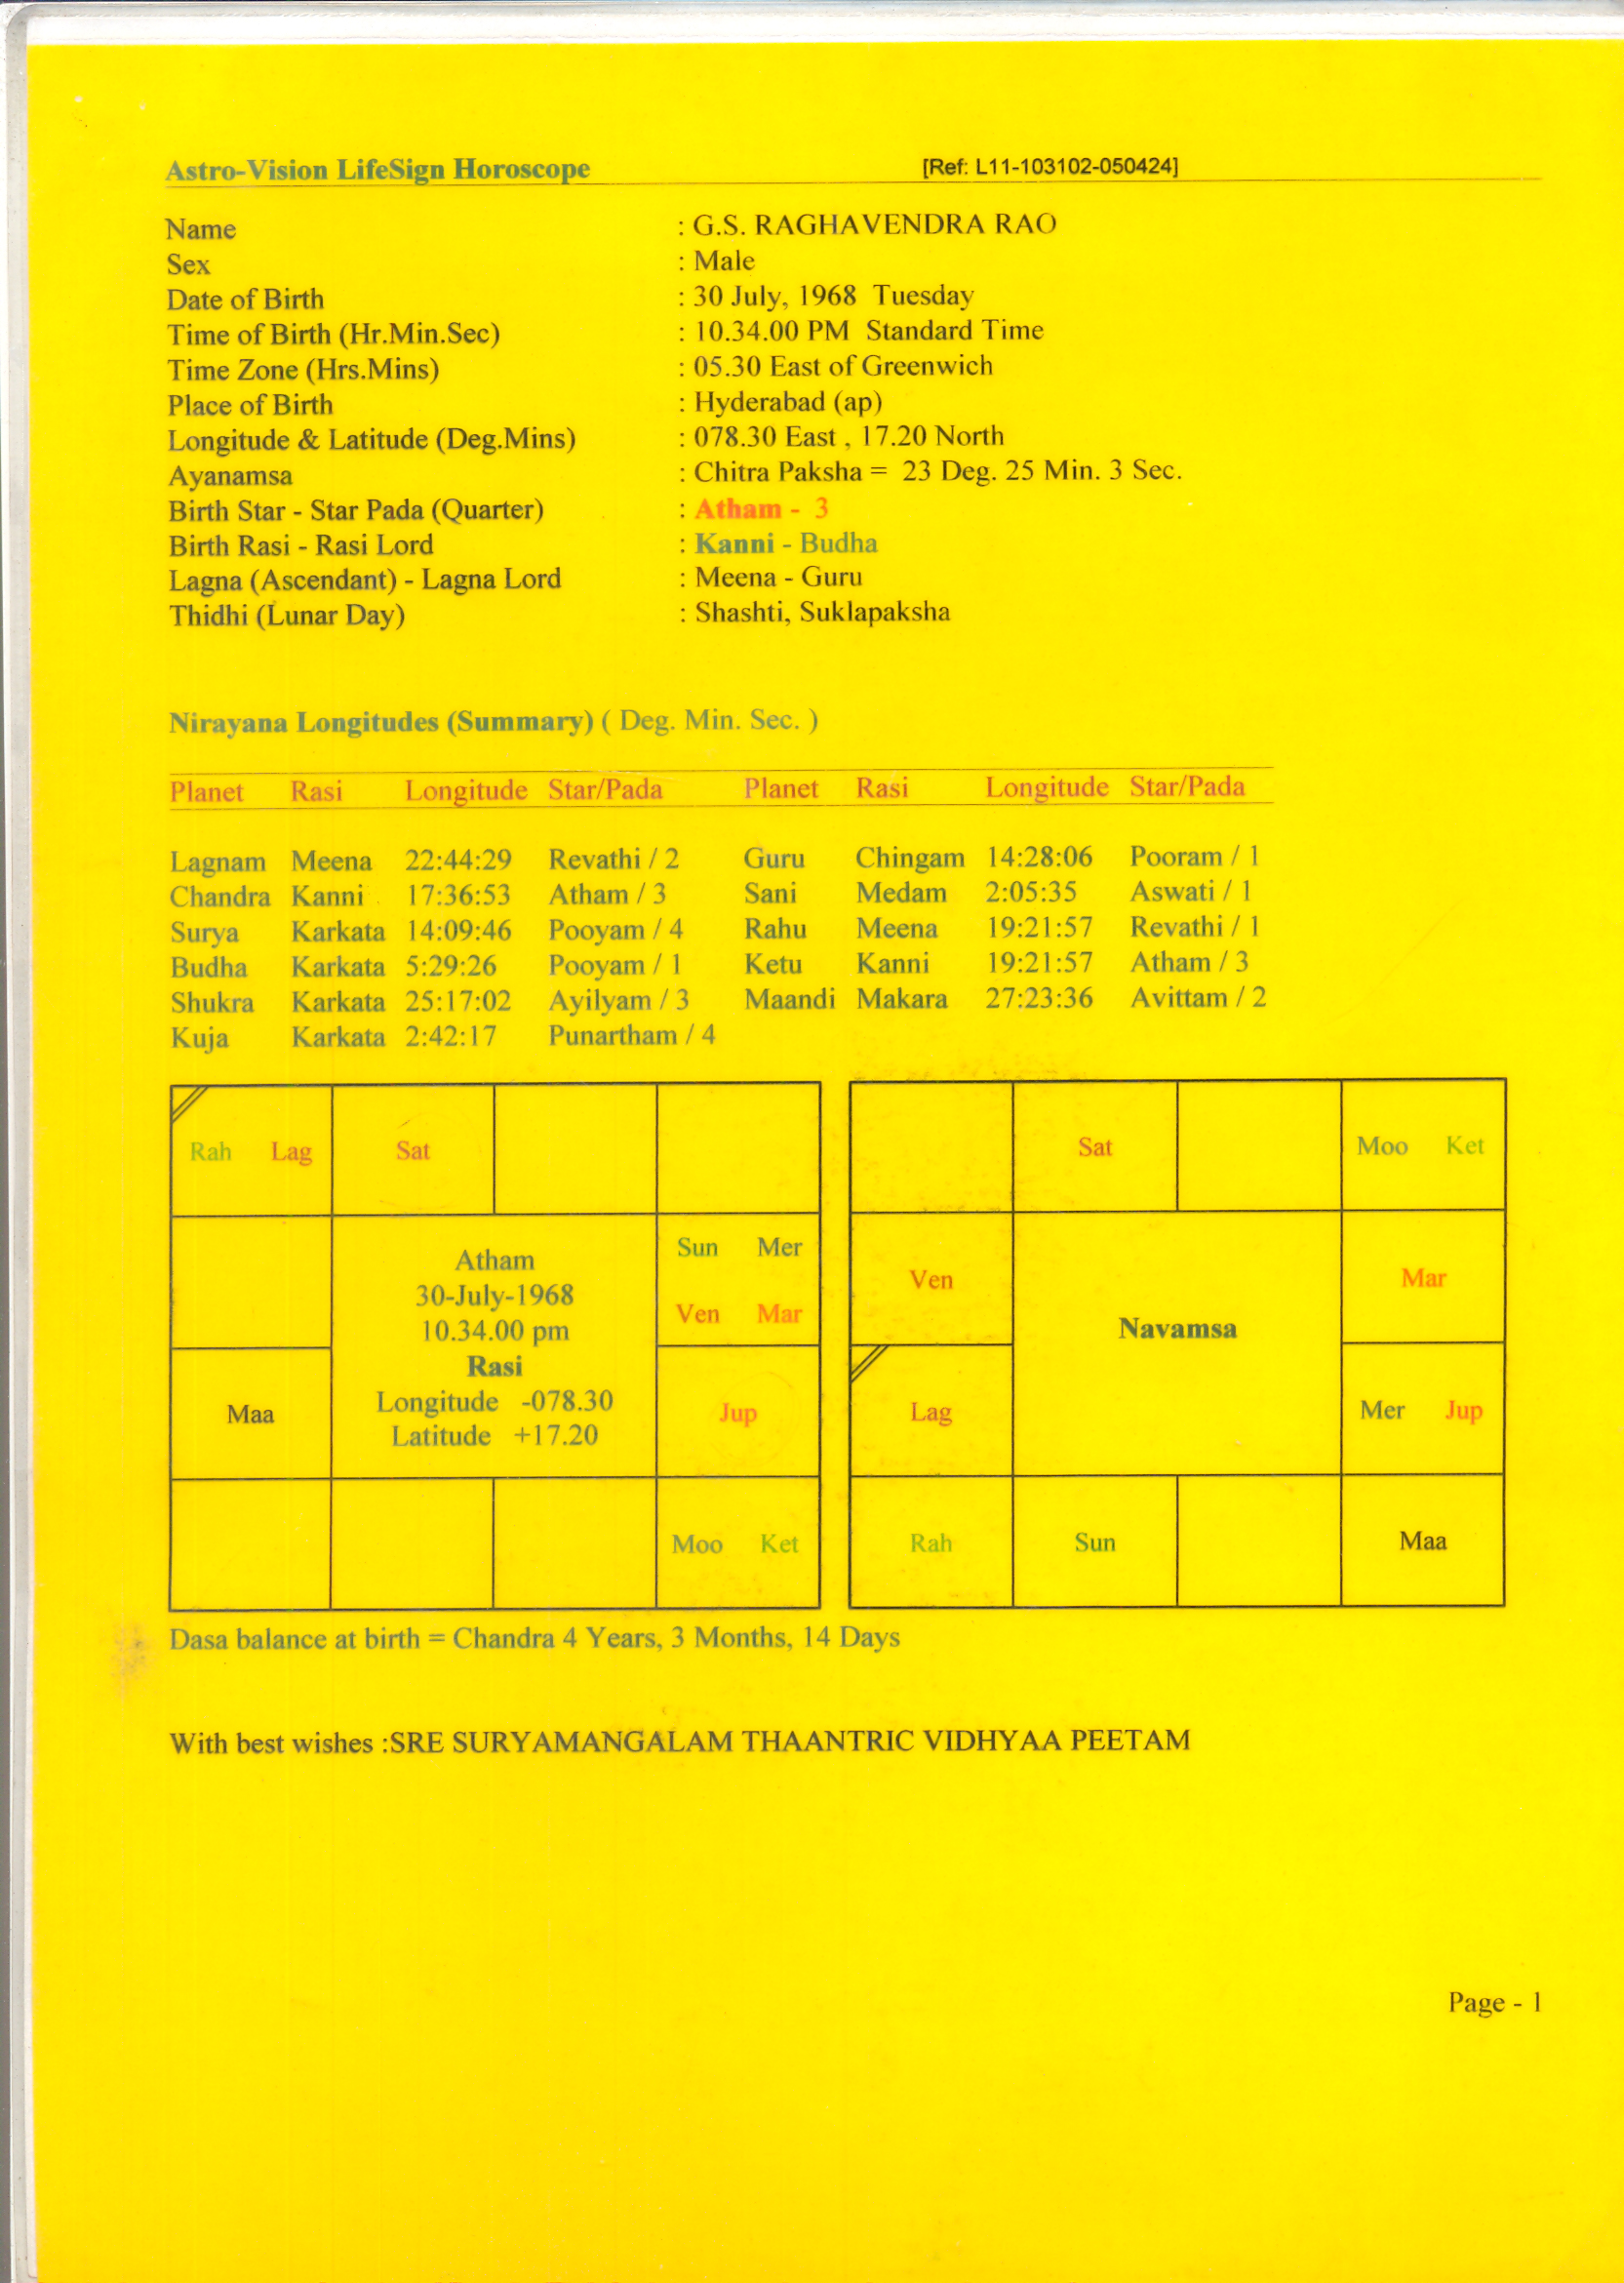 Astro-Vision LifeSign Horoscope [Ref: L11-103102-050424]
Name : G.S. RAGHAVENDRA RAO
Sex : Male
Date of Birth : 30 July, 1968 Tuesday
Time of Birth (Hr.Min.Sec) : 10.34.00 PM Standard Time
Time Zone (Hrs.Mins) : 05.30 East of Greenwich
Place of Birth : Hyderabad (ap)
Longitude & Latitude (Deg.Mins) : 078.30 East , 17.20 North
Ayanamsa : Chitra Paksha = 23 Deg. 25 Min. 3 Sec.
Birth Star - Star Pada (Quarter) : Atham - 3
Birth Rasi - Rasi Lord : Kanni - Budha
Lagna (Ascendant) - Lagna Lord : Meena - Guru
Thidhi (Lunar Day) : Shashti, Suklapaksha
Nirayana Longitudes (Summary) ( Deg. Min. Sec. )
Planet Rasi Longitude Star/Pada Planet Rasi Longitude Star/Pada
Lagnam Meena 22:44:29 Revathi / 2 Guru Chingam 14:28:06 Pooram / 1
Chandra Kanni 17:36:53 Atham / 3 Sani Medam 2:05:35 Aswati / 1
Surya Karkata 14:09:46 Pooyam / 4 Rahu Meena 19:21:57 Revathi / 1
Budha Karkata 5:29:26 Pooyam / 1 Ketu Kanni 19:21:57 Atham / 3
Shukra Karkata 25:17:02 Ayilyam / 3 Maandi Makara 27:23:36 Avittam / 2
Kuja Karkata 2:42:17 Punartham / 4
Rah Lag Sat
Sun Mer
Ven Mar
Atham
30-July-1968
10.34.00 pm
Rasi
Longitude -078.30
Latitude +17.20
Maa Jup
Moo Ket
Sat Moo Ket
Ven Mar
Navamsa
Lag Mer Jup
Rah Sun Maa
Dasa balance at birth = Chandra 4 Years, 3 Months, 14 Days
With best wishes :SRE SURYAMANGALAM THAANTRIC VIDHYAA PEETAM
Page - 1